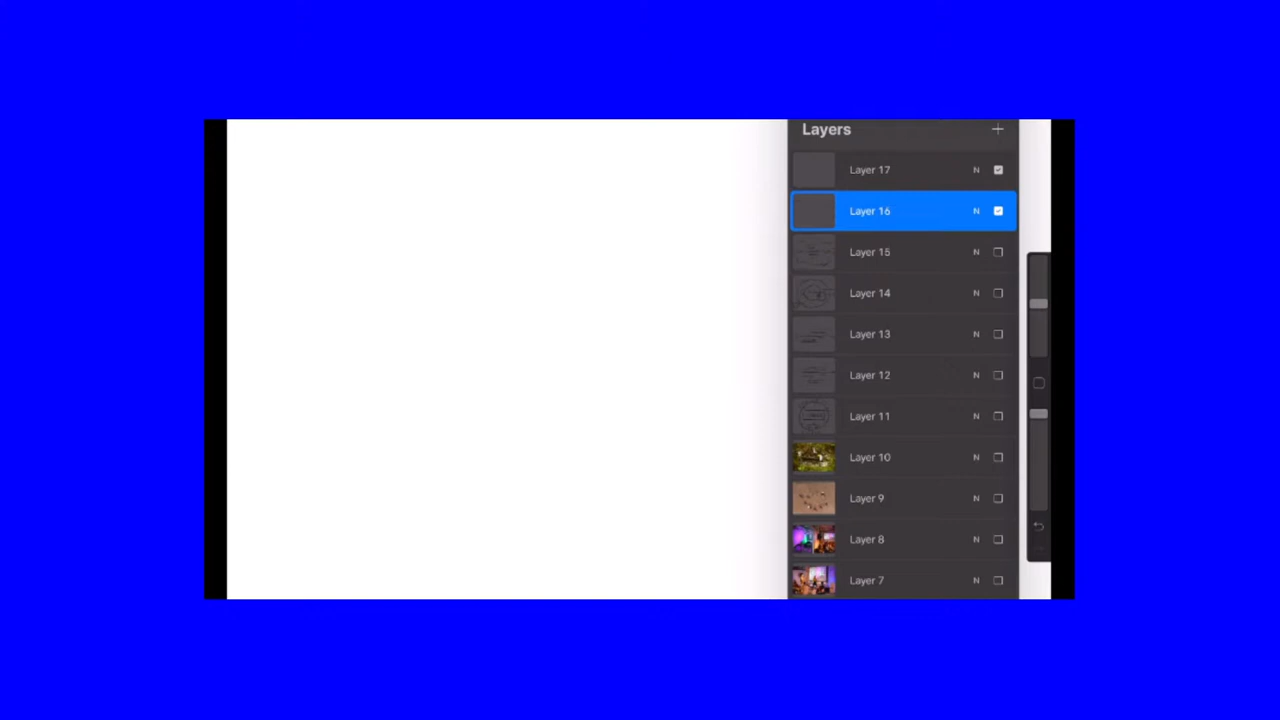 Layers
Layer 17 N
Layer 16 N
Layer 15 N
Layer 14 N
Layer 13 N
Layer 12 N
Layer 11 N
Layer 10 N
Layer 9 N
Layer 8 N
Layer 7 N